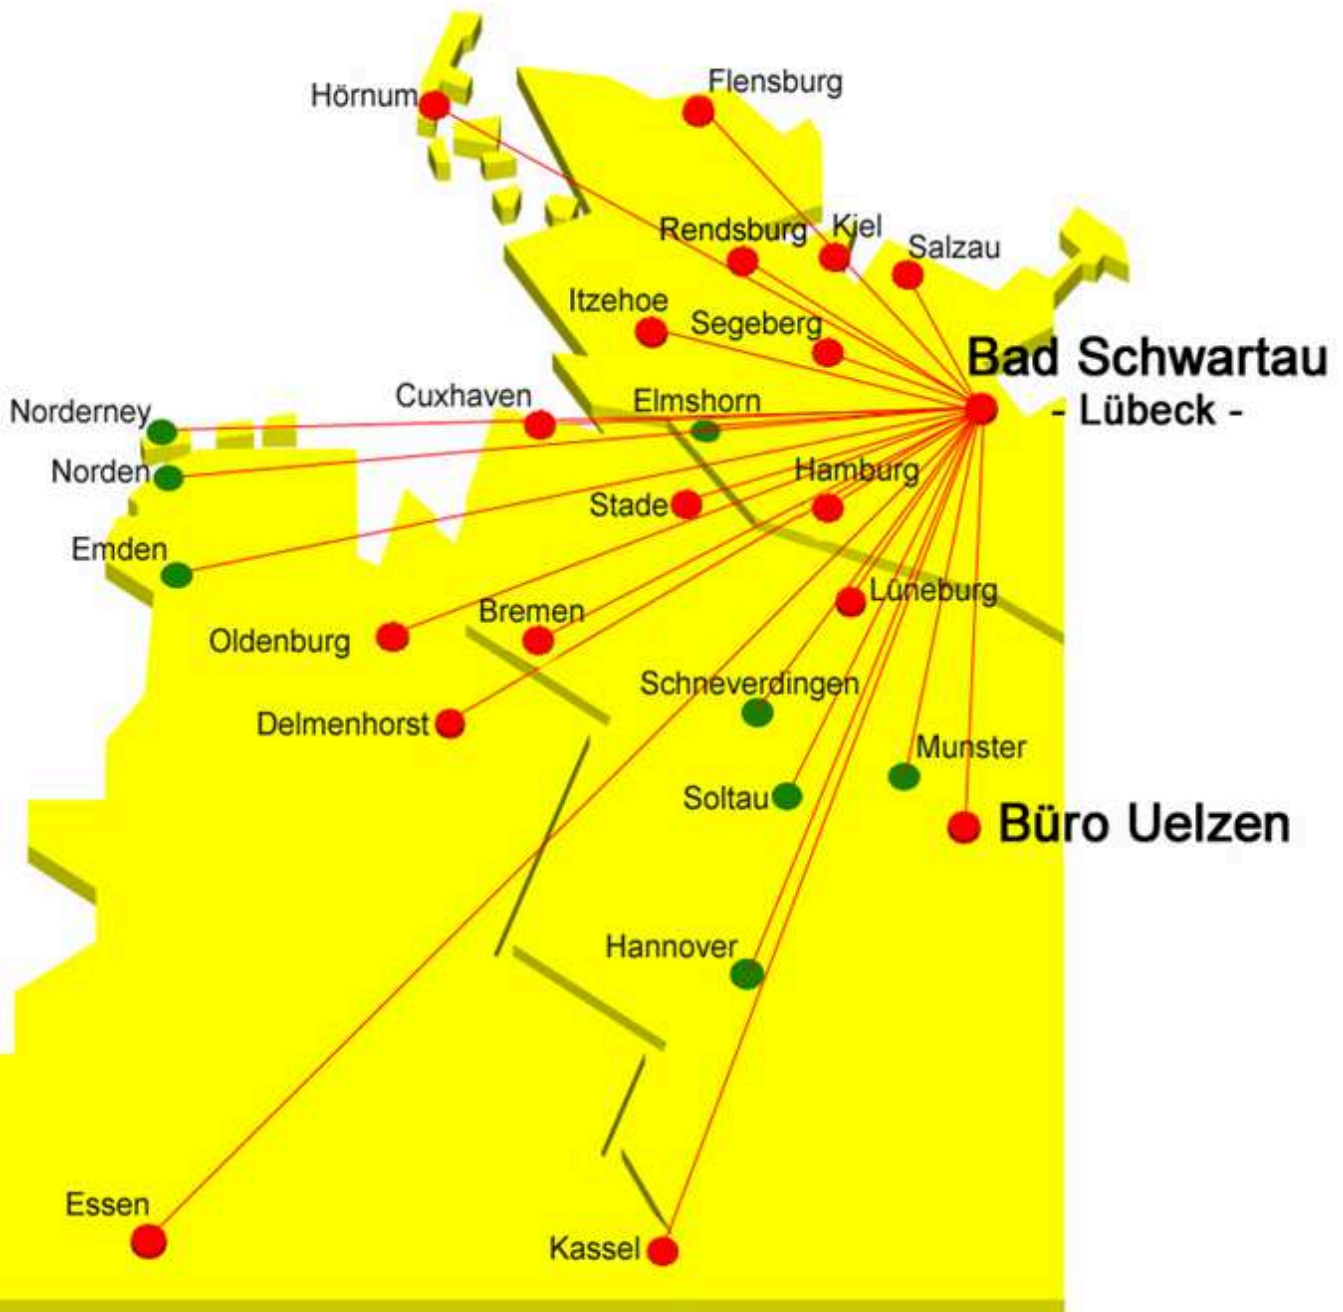 Flensburg
Hörnum
Kiel
Rendsburg
Salzau
Itzehoe
Segeberg
Bad Schwartau
- Lübeck -
Cuxhaven
Elmshorn
Norderney
Norden
Hamburg
Stade
Emden
Lüneburg
Bremen
Oldenburg
Schneverdingen
Delmenhorst
Munster
Soltau
Büro Uelzen
Hannover
Essen
Kassel